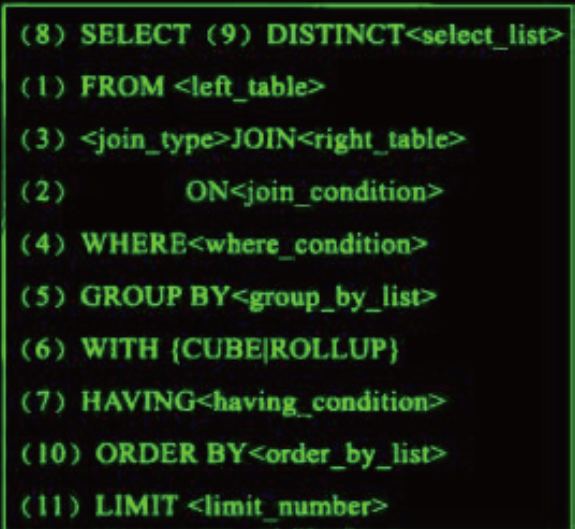 (8) SELECT (9) DISTINCT<select_list>
(1) FROM <left_table>
(3) <join_type>JOIN<right_table>
(2) ON<join_condition>
(4) WHERE<where_condition>
(5) GROUP BY<group_by_list>
(6) WITH {CUBE|ROLLUP}
(7) HAVING<having_condition>
(10) ORDER BY<order_by_list>
(11) LIMIT <limit_number>